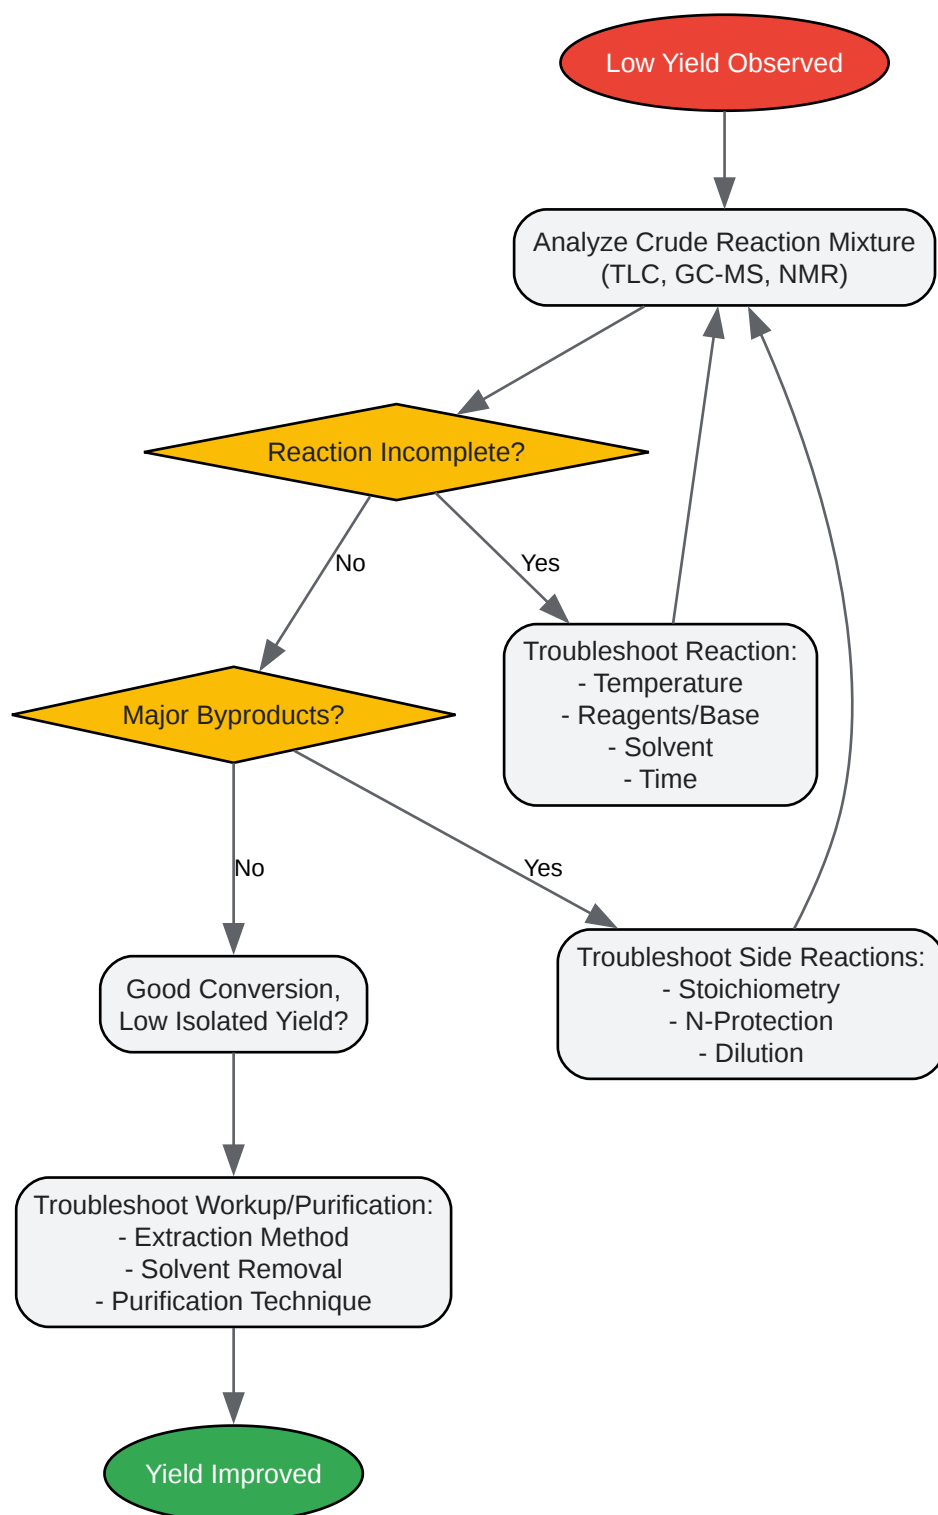 Low Yield Observed
Analyze Crude Reaction Mixture
(TLC, GC-MS, NMR)
Reaction Incomplete?
No
Yes
Troubleshoot Reaction:
- Temperature
- Reagents/Base
- Solvent
- Time
Major Byproducts?
No
Yes
Good Conversion,
Low Isolated Yield?
Troubleshoot Side Reactions:
- Stoichiometry
- N-Protection
- Dilution
Troubleshoot Workup/Purification:
- Extraction Method
- Solvent Removal
- Purification Technique
Yield Improved